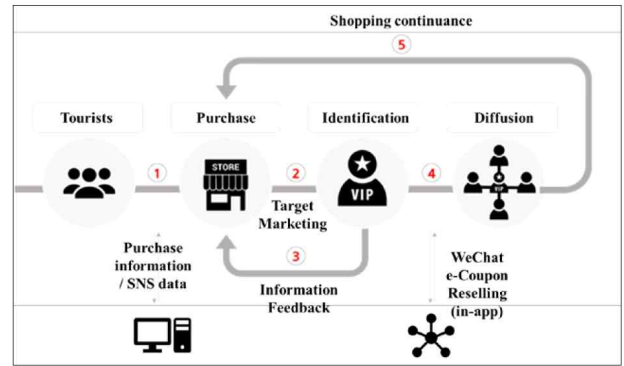 Shopping continuance
5
Tourists
Purchase
Identification
Diffusion
1
STORE
2
VIP
4
VIP
Target
Marketing
3
Purchase
information
/ SNS data
Information
Feedback
WeChat
e-Coupon
Reselling
(in-app)